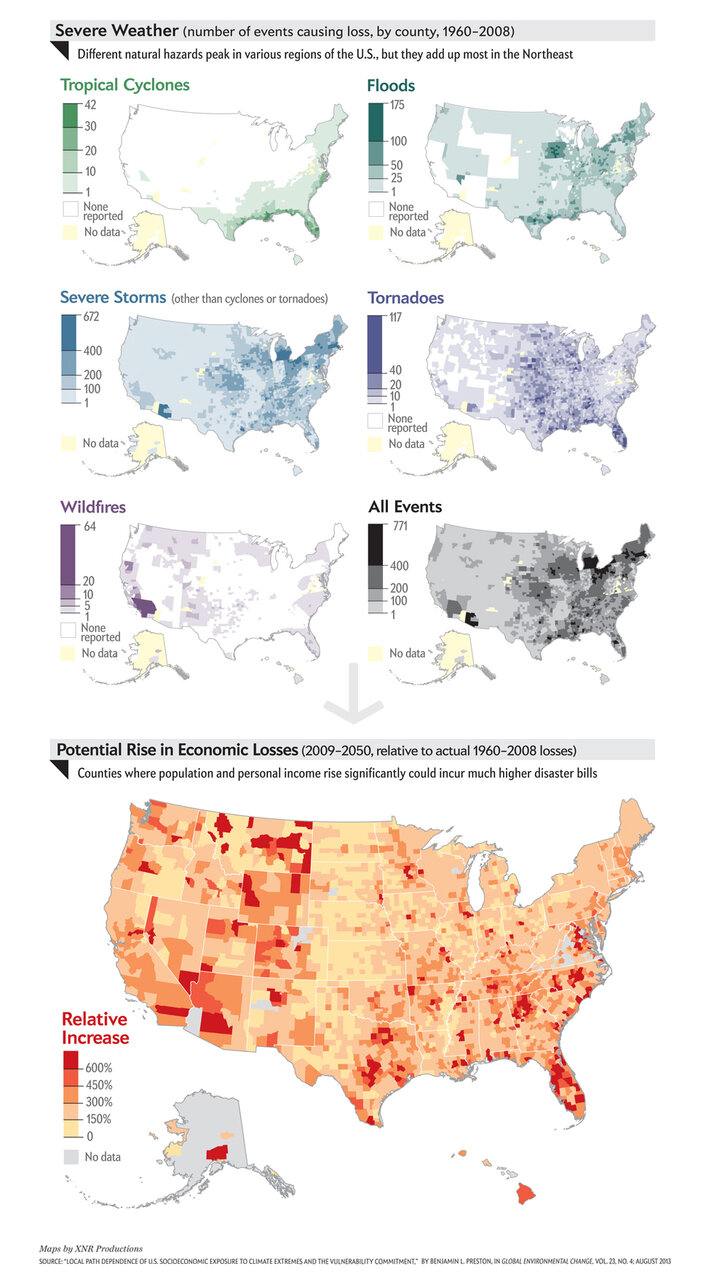 Severe Weather (number of events causing loss, by county, 1960–2008)
Different natural hazards peak in various regions of the U.S., but they add up most in the Northeast
Tropical Cyclones
42
30
20
10
1
None
reported
No data
Floods
175
100
50
25
1
None
reported
No data
Severe Storms (other than cyclones or tornadoes)
672
400
200
100
1
No data
Tornadoes
117
40
20
10
1
None
reported
No data
Wildfires
64
20
10
5
1
None
reported
No data
All Events
771
400
200
100
1
No data
Potential Rise in Economic Losses (2009–2050, relative to actual 1960–2008 losses)
Counties where population and personal income rise significantly could incur much higher disaster bills
Relative
Increase
600%
450%
300%
150%
0
No data
Maps by XNR Productions
SOURCE: "LOCAL PATH DEPENDENCE OF U.S. SOCIOECONOMIC EXPOSURE TO CLIMATE EXTREMES AND THE VULNERABILITY COMMITMENT," BY BENJAMIN L. PRESTON, IN GLOBAL ENVIRONMENTAL CHANGE, VOL. 23, NO. 4; AUGUST 2013